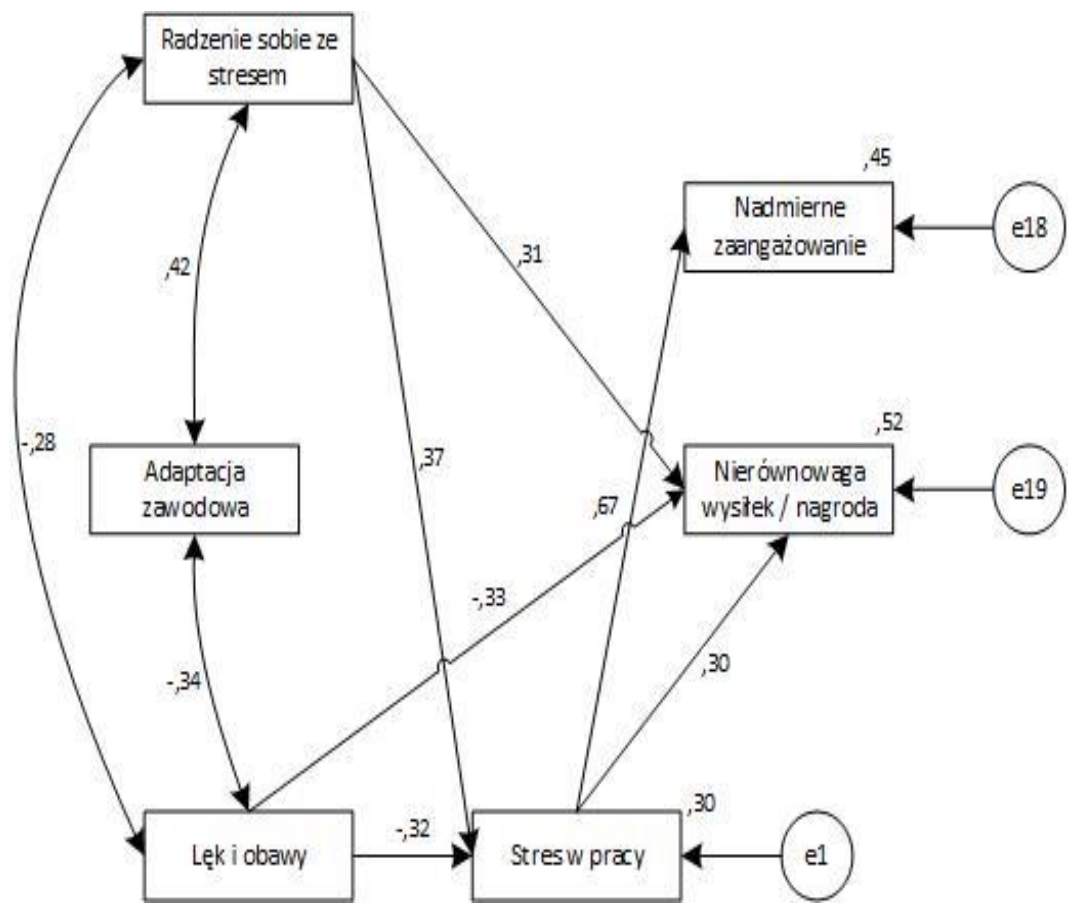 Radzenie sobie ze
stresem
,45
Nadmierne
zaangażowanie
e18
,31
,42
-,28
,37
,52
Adaptacja
zawodowa
Nierównowaga
wysiłek / nagroda
e19
,67
-,33
-,34
,30
,30
-,32
Lęk i obawy
Stres w pracy
e1